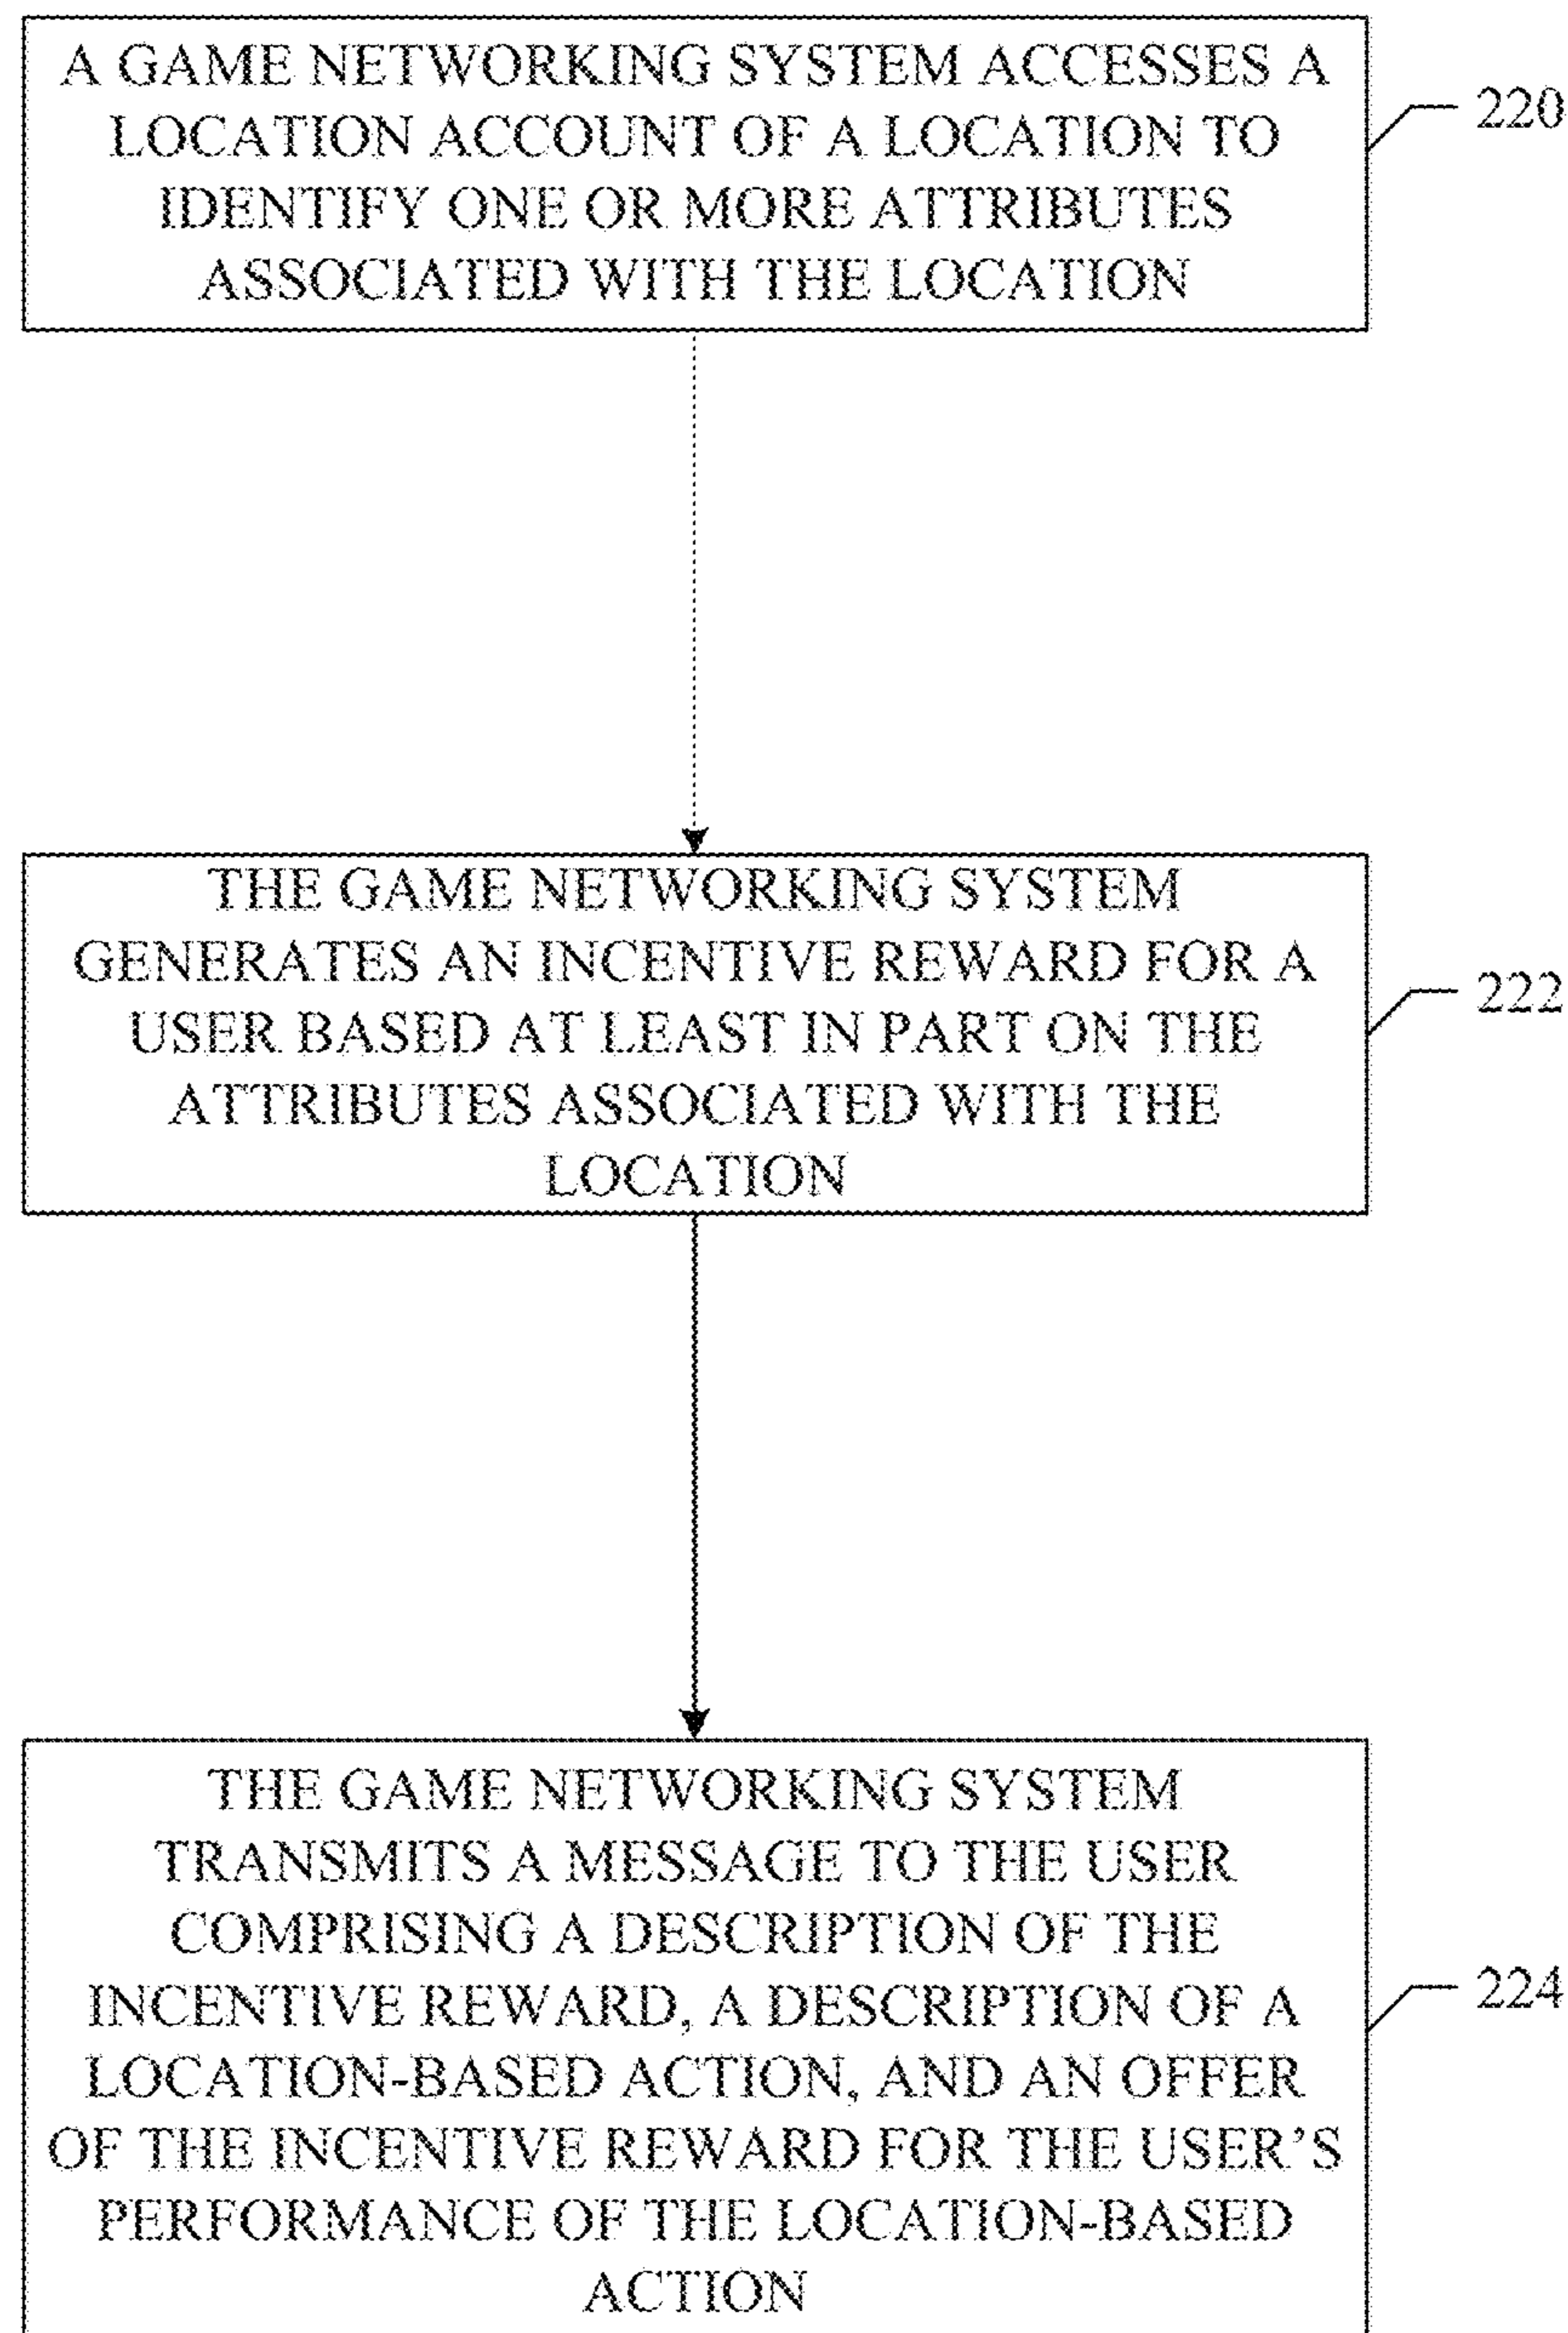 A GAME NETWORKING SYSTEM ACCESSES A
LOCATION ACCOUNT OF A LOCATION TO
IDENTIFY ONE OR MORE ATTRIBUTES
ASSOCIATED WITH THE LOCATION
220
THE GAME NETWORKING SYSTEM
GENERATES AN INCENTIVE REWARD FOR A
USER BASED AT LEAST IN PART ON THE
ATTRIBUTES ASSOCIATED WITH THE
LOCATION
222
THE GAME NETWORKING SYSTEM
TRANSMITS A MESSAGE TO THE USER
COMPRISING A DESCRIPTION OF THE
INCENTIVE REWARD, A DESCRIPTION OF A
LOCATION-BASED ACTION, AND AN OFFER
OF THE INCENTIVE REWARD FOR THE USER’S
PERFORMANCE OF THE LOCATION-BASED
ACTION
224